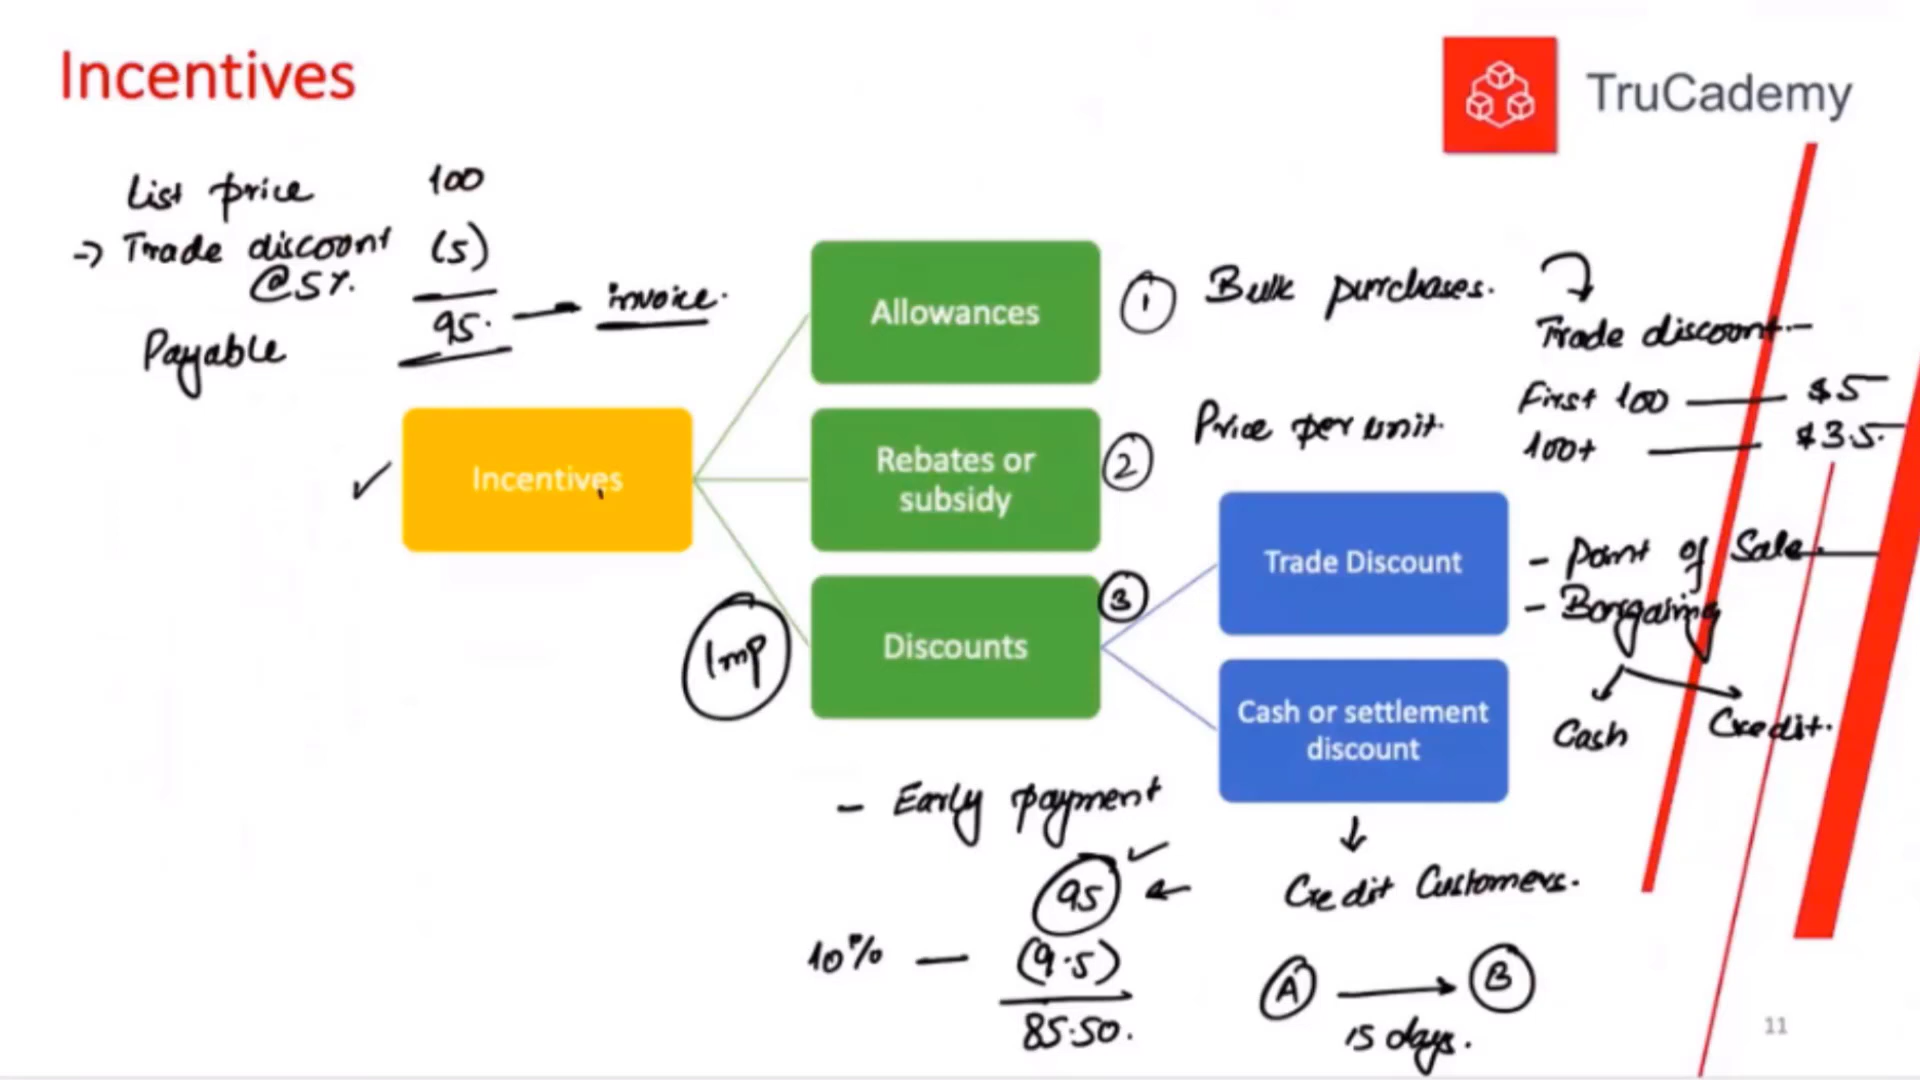 Incentives
TruCademy
List price 100
-> Trade discount (5)
@5%.
95. — invoice.
Payable
Incentives
Allowances
① Bulk purchases.
Trade discount
First 100 — $5
100+ — $3.5.
Rebates or
subsidy
② Price per unit.
Discounts
③
Imp
Trade Discount
- Point of Sale.
- Bargaining
Cash Credit.
Cash or settlement
discount
- Early payment
95
10% — (9.5)
85.50.
Credit Customers.
A B
15 days.
11